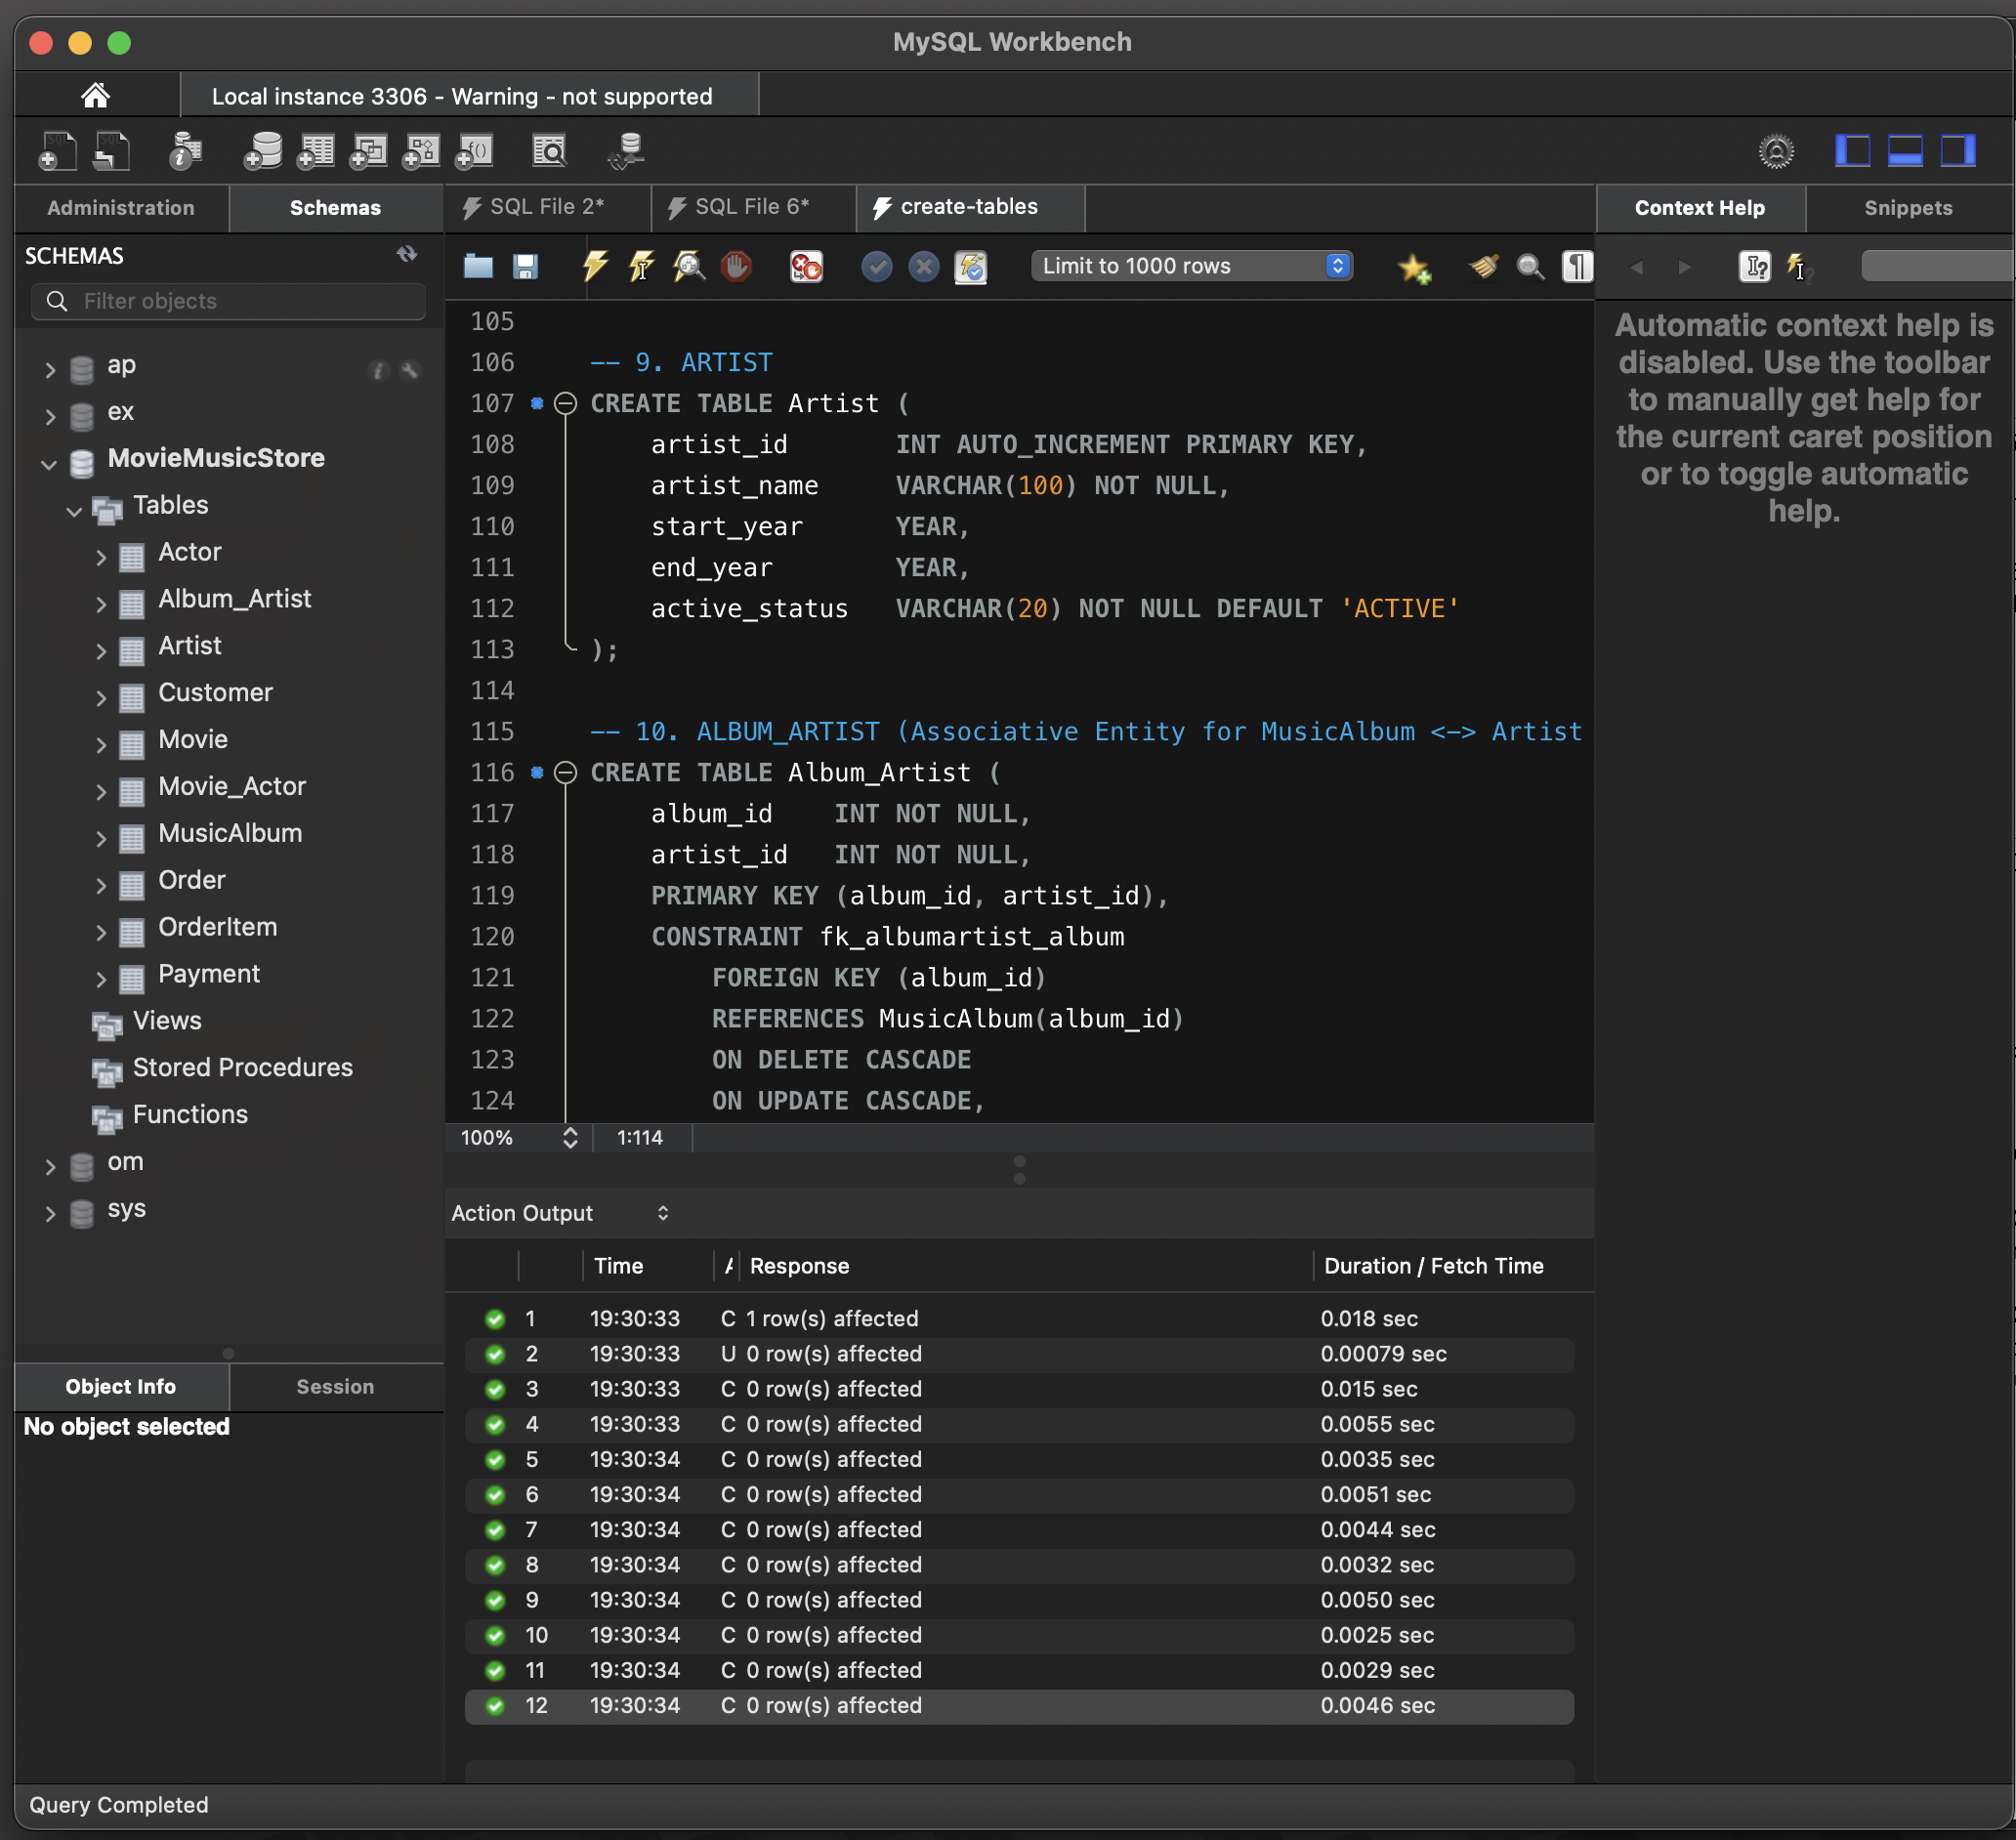 MySQL Workbench
Local instance 3306 - Warning - not supported
Administration
Schemas
SQL File 2*
SQL File 6*
create-tables
Context Help
Snippets
SCHEMAS
Filter objects
ap
ex
MovieMusicStore
Tables
Actor
Album_Artist
Artist
Customer
Movie
Movie_Actor
MusicAlbum
Order
OrderItem
Payment
Views
Stored Procedures
Functions
om
sys
Object Info
Session
No object selected
Limit to 1000 rows
105
106 -- 9. ARTIST
107 CREATE TABLE Artist (
108 artist_id INT AUTO_INCREMENT PRIMARY KEY,
109 artist_name VARCHAR(100) NOT NULL,
110 start_year YEAR,
111 end_year YEAR,
112 active_status VARCHAR(20) NOT NULL DEFAULT 'ACTIVE'
113 );
114
115 -- 10. ALBUM_ARTIST (Associative Entity for MusicAlbum <-> Artist
116 CREATE TABLE Album_Artist (
117 album_id INT NOT NULL,
118 artist_id INT NOT NULL,
119 PRIMARY KEY (album_id, artist_id),
120 CONSTRAINT fk_albumartist_album
121 FOREIGN KEY (album_id)
122 REFERENCES MusicAlbum(album_id)
123 ON DELETE CASCADE
124 ON UPDATE CASCADE,
100% 1:114
Action Output
Time A Response Duration / Fetch Time
1 19:30:33 C 1 row(s) affected 0.018 sec
2 19:30:33 U 0 row(s) affected 0.00079 sec
3 19:30:33 C 0 row(s) affected 0.015 sec
4 19:30:33 C 0 row(s) affected 0.0055 sec
5 19:30:34 C 0 row(s) affected 0.0035 sec
6 19:30:34 C 0 row(s) affected 0.0051 sec
7 19:30:34 C 0 row(s) affected 0.0044 sec
8 19:30:34 C 0 row(s) affected 0.0032 sec
9 19:30:34 C 0 row(s) affected 0.0050 sec
10 19:30:34 C 0 row(s) affected 0.0025 sec
11 19:30:34 C 0 row(s) affected 0.0029 sec
12 19:30:34 C 0 row(s) affected 0.0046 sec
Automatic context help is
disabled. Use the toolbar
to manually get help for
the current caret position
or to toggle automatic
help.
Query Completed